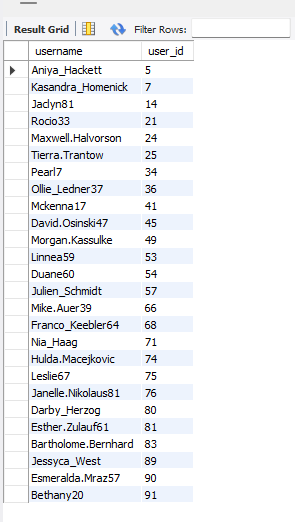 Result Grid Filter Rows:
username user_id
Aniya_Hackett 5
Kasandra_Homenick 7
Jaclyn81 14
Rocio33 21
Maxwell.Halvorson 24
Tierra.Trantow 25
Pearl7 34
Ollie_Ledner37 36
Mckenna17 41
David.Osinski47 45
Morgan.Kassulke 49
Linnea59 53
Duane60 54
Julien_Schmidt 57
Mike.Auer39 66
Franco_Keebler64 68
Nia_Haag 71
Hulda.Macejkovic 74
Leslie67 75
Janelle.Nikolaus81 76
Darby_Herzog 80
Esther.Zulauf61 81
Bartholome.Bernhard 83
Jessyca_West 89
Esmeralda.Mraz57 90
Bethany20 91